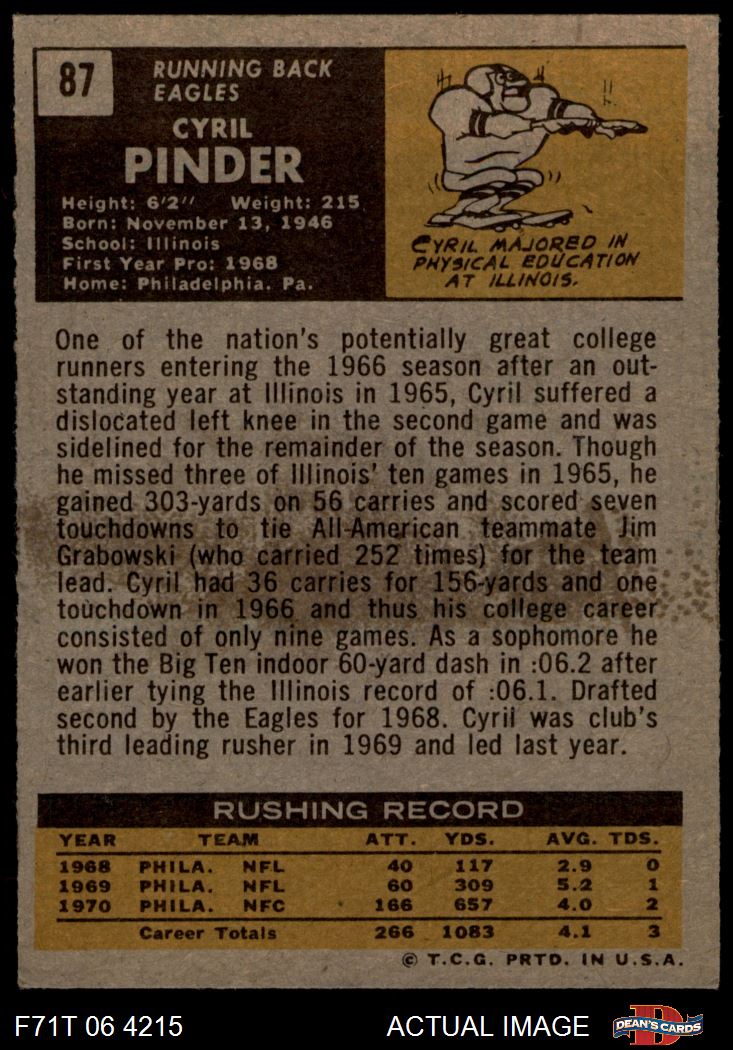 87
RUNNING BACK
EAGLES
CYRIL
PINDER
Height: 6'2" Weight: 215
Born: November 13, 1946
School: Illinois
First Year Pro: 1968
Home: Philadelphia, Pa.
CYRIL MAJORED IN
PHYSICAL EDUCATION
AT ILLINOIS.
One of the nation's potentially great college
runners entering the 1966 season after an out-
standing year at Illinois in 1965, Cyril suffered a
dislocated left knee in the second game and was
sidelined for the remainder of the season. Though
he missed three of Illinois' ten games in 1965, he
gained 303-yards on 56 carries and scored seven
touchdowns to tie All-American teammate Jim
Grabowski (who carried 252 times) for the team
lead. Cyril had 36 carries for 156-yards and one
touchdown in 1966 and thus his college career
consisted of only nine games. As a sophomore he
won the Big Ten indoor 60-yard dash in :06.2 after
earlier tying the Illinois record of :06.1. Drafted
second by the Eagles for 1968. Cyril was club's
third leading rusher in 1969 and led last year.
RUSHING RECORD
YEAR TEAM ATT. YDS. AVG. TDS.
1968 PHILA. NFL 40 117 2.9 0
1969 PHILA. NFL 60 309 5.2 1
1970 PHILA. NFC 166 657 4.0 2
Career Totals 266 1083 4.1 3
© T.C.G. PRTD. IN U.S.A.
F71T 06 4215 ACTUAL IMAGE DEAN'S CARDS